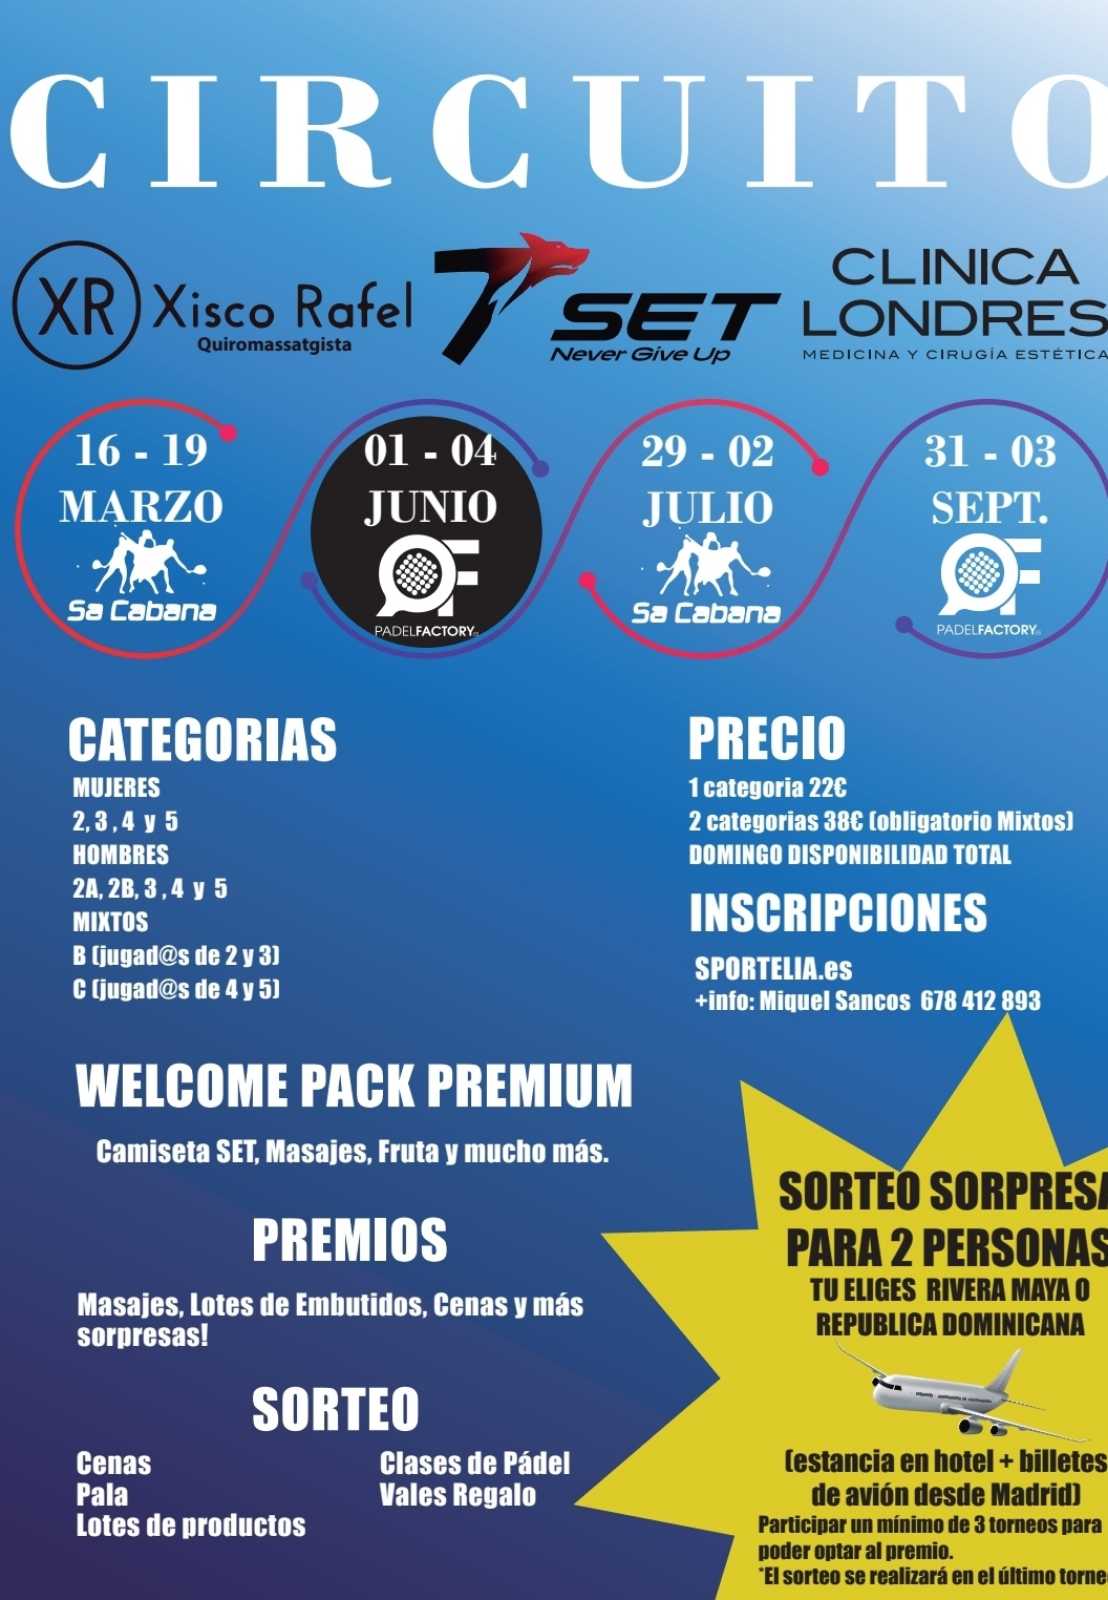 CIRCUITO
XR Xisco Rafel
Quiromassatgista
7 SET
Never Give Up
CLINICA
LONDRES
MEDICINA Y CIRUGÍA ESTÉTICA
16 - 19
MARZO
Sa Cabana
01 - 04
JUNIO
PF
PADELFACTORY.es
29 - 02
JULIO
Sa Cabana
31 - 03
SEPT.
PF
PADELFACTORY.es
CATEGORIAS
MUJERES
2, 3 , 4 y 5
HOMBRES
2A, 2B, 3 , 4 y 5
MIXTOS
B (jugad@s de 2 y 3)
C (jugad@s de 4 y 5)
PRECIO
1 categoria 22€
2 categorias 38€ (obligatorio Mixtos)
DOMINGO DISPONIBILIDAD TOTAL
INSCRIPCIONES
SPORTELIA.es
+info: Miquel Sancos 678 412 893
WELCOME PACK PREMIUM
Camiseta SET, Masajes, Fruta y mucho más.
PREMIOS
Masajes, Lotes de Embutidos, Cenas y más
sorpresas!
SORTEO
Cenas
Pala
Lotes de productos
Clases de Pádel
Vales Regalo
SORTEO SORPRESA
PARA 2 PERSONAS
TU ELIGES RIVERA MAYA O
REPUBLICA DOMINICANA
(estancia en hotel + billetes
de avión desde Madrid)
Participar un mínimo de 3 torneos para
poder optar al premio.
*El sorteo se realizará en el último torneo